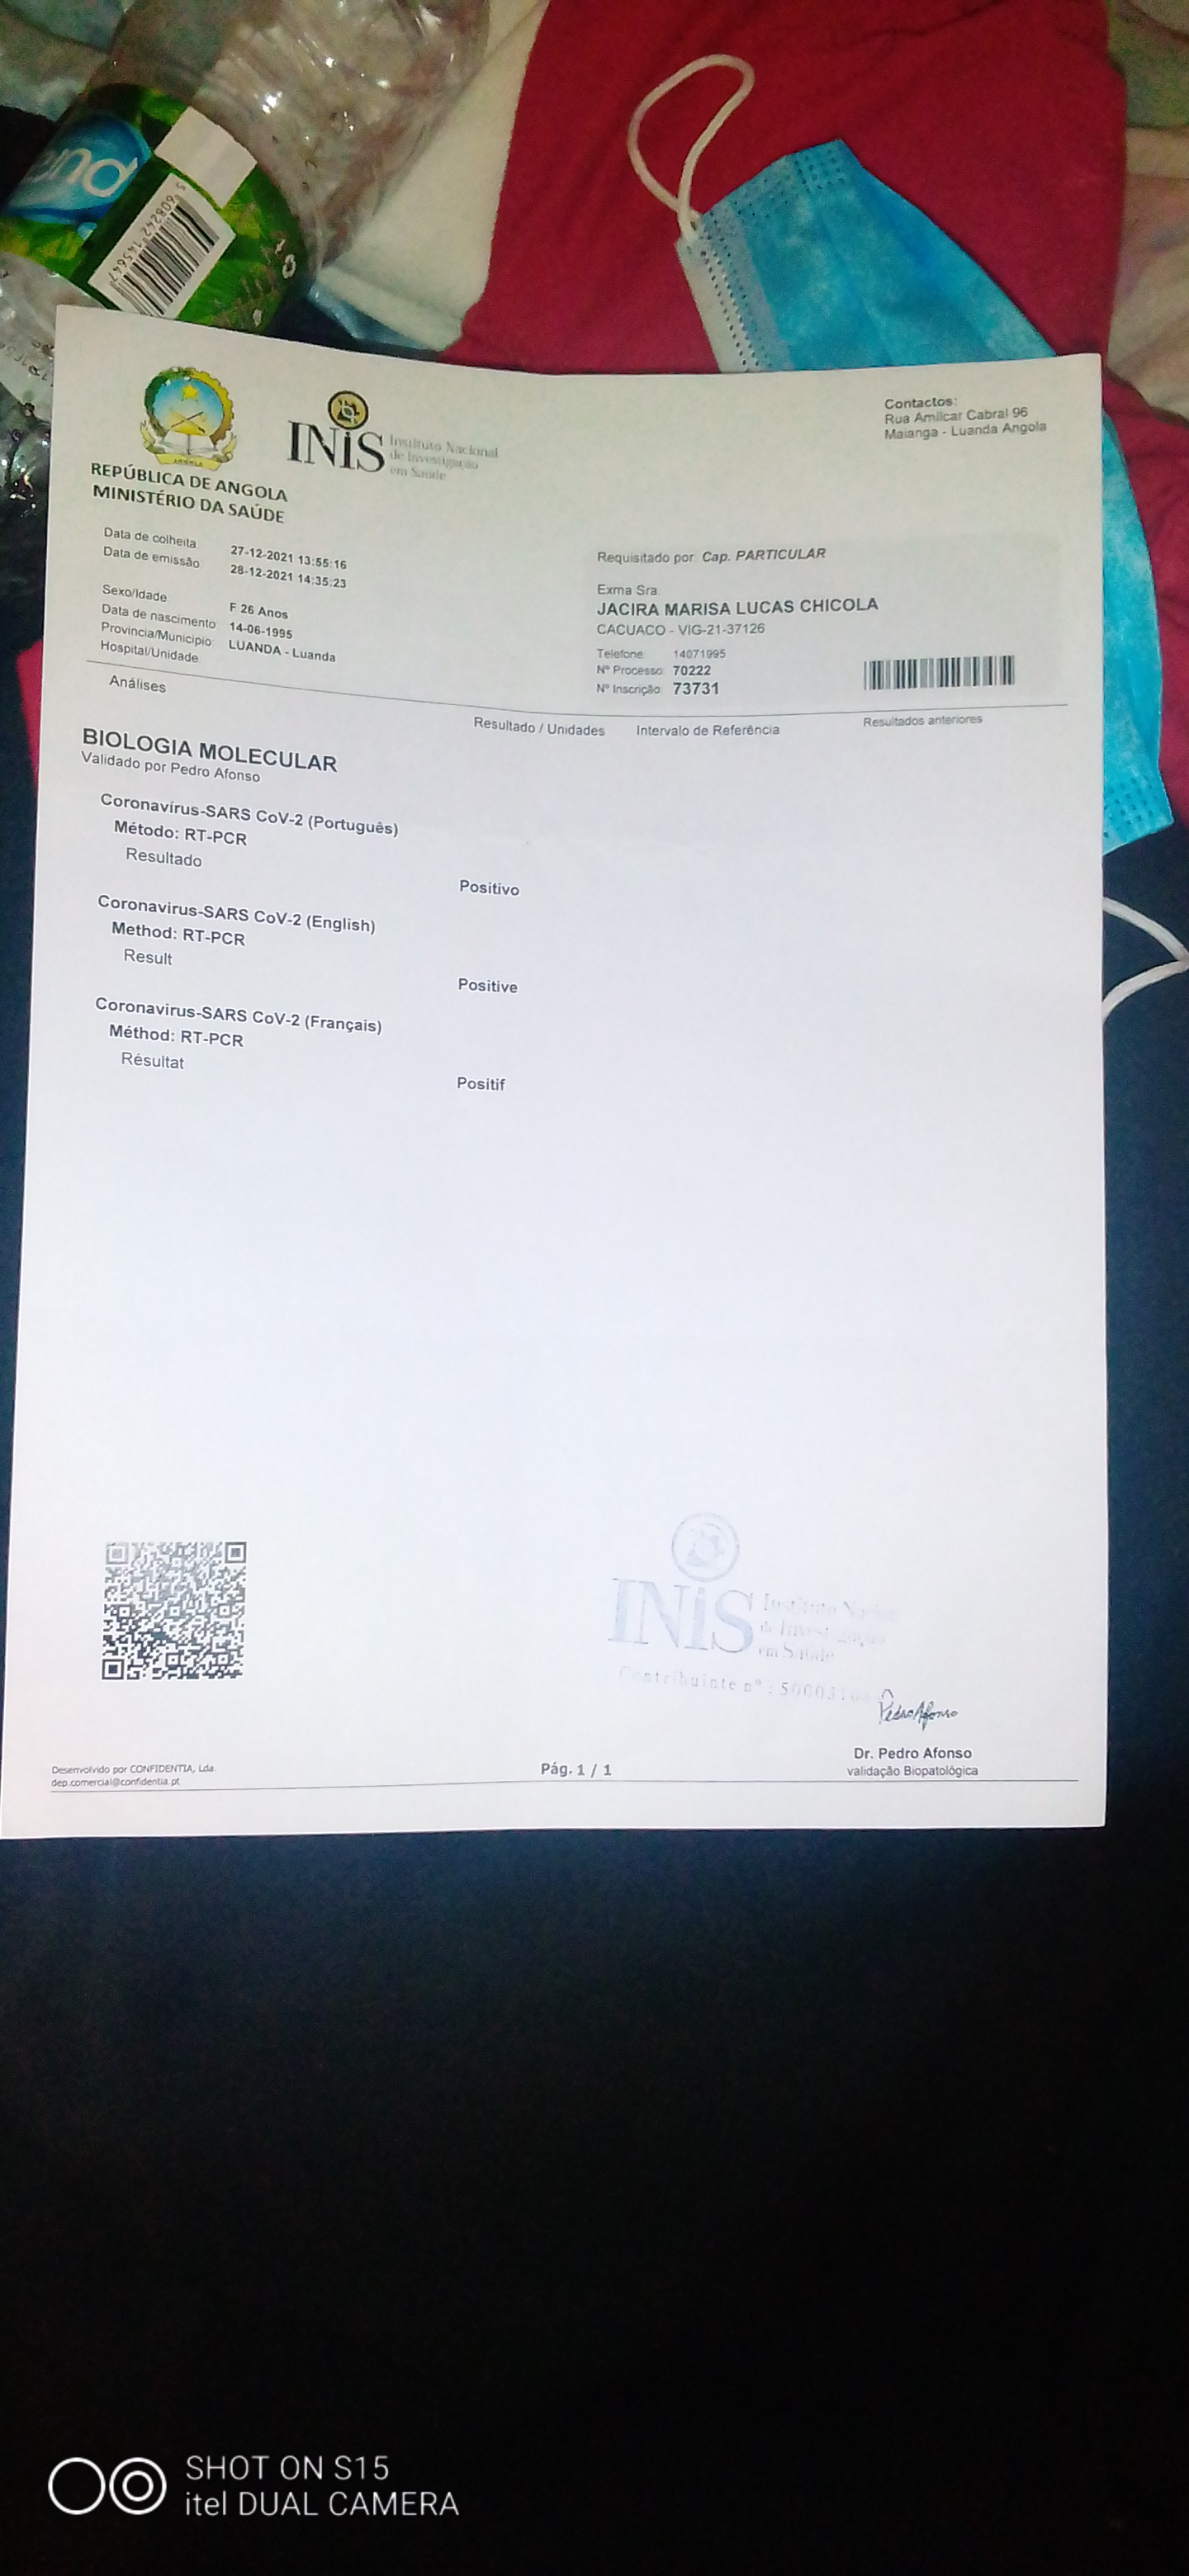 5608242145647
ANGOLA
REPÚBLICA DE ANGOLA
MINISTÉRIO DA SAÚDE
INiS
Instituto Nacional
de Investigação
em Saúde
Contactos:
Rua Amilcar Cabral 96
Maianga - Luanda Angola
Data de colheita 27-12-2021 13:55:16
Data de emissão 28-12-2021 14:35:23
Sexo/Idade F 26 Anos
Data de nascimento 14-06-1995
Provincia/Municipio: LUANDA - Luanda
Hospital/Unidade
Requisitado por Cap. PARTICULAR
Exma Sra.
JACIRA MARISA LUCAS CHICOLA
CACUACO - VIG-21-37126
Telefone: 14071995
Nº Processo: 70222
Nº Inscrição: 73731
Análises Resultado / Unidades Intervalo de Referência Resultados anteriores
BIOLOGIA MOLECULAR
Validado por Pedro Afonso
Coronavírus-SARS CoV-2 (Português)
Método: RT-PCR
Resultado Positivo
Coronavirus-SARS CoV-2 (English)
Method: RT-PCR
Result Positive
Coronavirus-SARS CoV-2 (Français)
Méthod: RT-PCR
Résultat Positif
INiS
Instituto
de Investigação
em Saúde
Contribuinte nº :
Pedro Afonso
Dr. Pedro Afonso
validação Biopatológica
Desenvolvido por CONFIDENTIA, Lda
dep.comercial@confidentia.pt
Pág. 1 / 1
SHOT ON S15
itel DUAL CAMERA